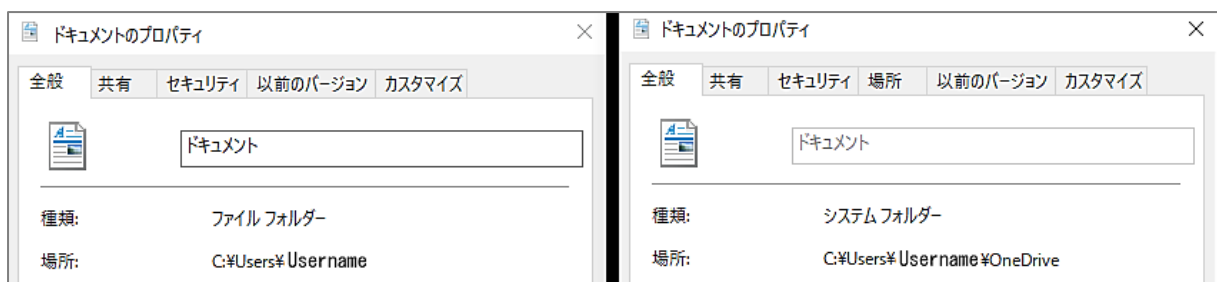 ドキュメントのプロパティ
全般 共有 セキュリティ 以前のバージョン カスタマイズ
ドキュメント
種類: ファイル フォルダー
場所: C:¥Users¥Username
ドキュメントのプロパティ
全般 共有 セキュリティ 場所 以前のバージョン カスタマイズ
ドキュメント
種類: システム フォルダー
場所: C:¥Users¥Username¥OneDrive